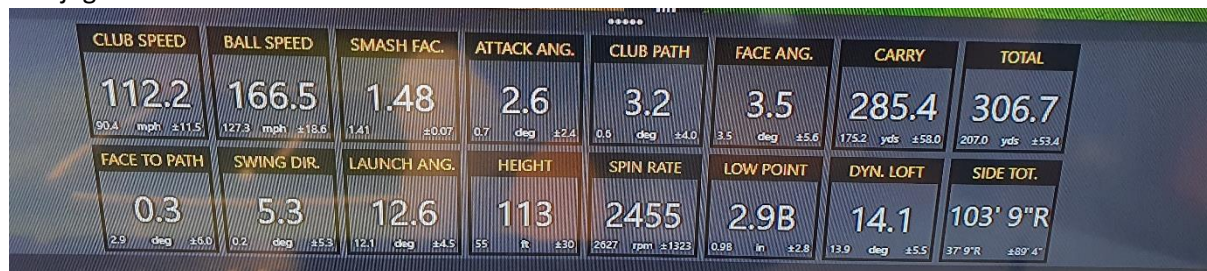 CLUB SPEED BALL SPEED SMASH FAC. ATTACK ANG. CLUB PATH FACE ANG. CARRY TOTAL
112.2 166.5 1.48 2.6 3.2 3.5 285.4 306.7
90.4 mph ±11.5 127.3 mph ±18.6 1.41 ±0.07 0.7 deg ±2.4 0.6 deg ±4.0 3.5 deg ±5.6 175.2 yds ±58.0 207.0 yds ±53.4
FACE TO PATH SWING DIR. LAUNCH ANG. HEIGHT SPIN RATE LOW POINT DYN. LOFT SIDE TOT.
0.3 5.3 12.6 113 2455 2.9B 14.1 103' 9"R
2.9 deg ±6.0 0.2 deg ±5.3 12.1 deg ±4.5 55 ft ±30 2627 rpm ±1323 0.9B in ±2.8 13.9 deg ±5.5 37' 9"R ±89' 4"